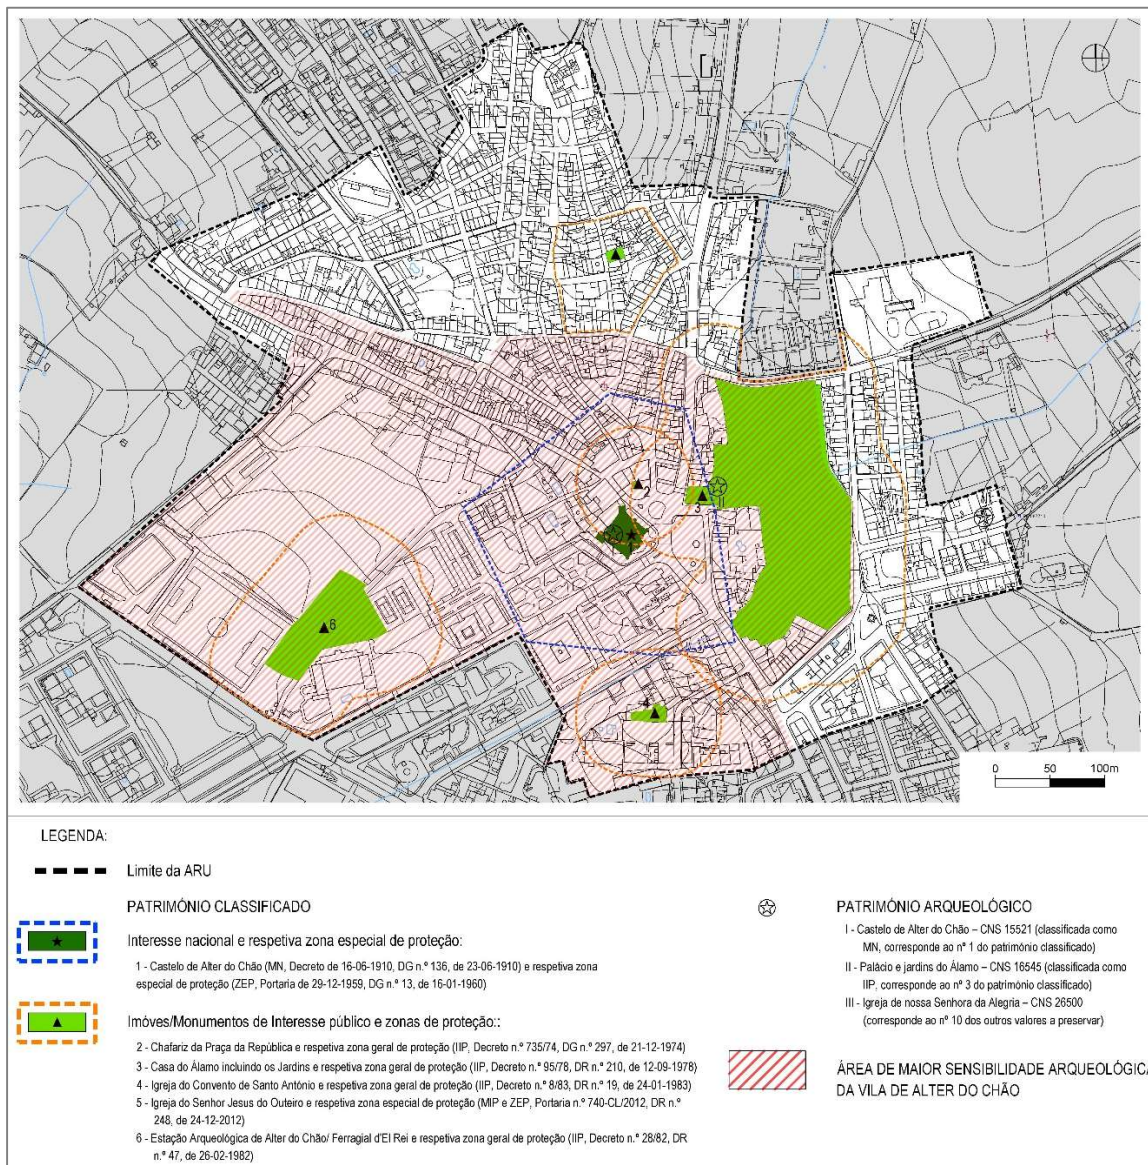 3
6
4
0 50 100m
LEGENDA:
Limite da ARU
PATRIMÓNIO CLASSIFICADO
Interesse nacional e respetiva zona especial de proteção:
1 - Castelo de Alter do Chão (MN, Decreto de 16-06-1910, DG n.º 136, de 23-06-1910) e respetiva zona
especial de proteção (ZEP, Portaria de 29-12-1959, DG n.º 13, de 16-01-1960)
Imóves/Monumentos de Interesse público e zonas de proteção::
2 - Chafariz da Praça da República e respetiva zona geral de proteção (IIP, Decreto n.º 735/74, DG n.º 297, de 21-12-1974)
3 - Casa do Álamo incluindo os Jardins e respetiva zona geral de proteção (IIP, Decreto n.º 95/78, DR n.º 210, de 12-09-1978)
4 - Igreja do Convento de Santo António e respetiva zona geral de proteção (IIP, Decreto n.º 8/83, DR n.º 19, de 24-01-1983)
5 - Igreja do Senhor Jesus do Outeiro e respetiva zona especial de proteção (MIP e ZEP, Portaria n.º 740-CL/2012, DR n.º
248, de 24-12-2012)
6 - Estação Arqueológica de Alter do Chão/ Ferragial d'El Rei e respetiva zona geral de proteção (IIP, Decreto n.º 28/82, DR
n.º 47, de 26-02-1982)
PATRIMÓNIO ARQUEOLÓGICO
I - Castelo de Alter do Chão – CNS 15521 (classificada como
MN, corresponde ao nº 1 do património classificado)
II - Palácio e jardins do Álamo – CNS 16545 (classificada como
IIP, corresponde ao nº 3 do património classificado)
III - Igreja de nossa Senhora da Alegria – CNS 26500
(corresponde ao nº 10 dos outros valores a preservar)
ÁREA DE MAIOR SENSIBILIDADE ARQUEOLÓGICA
DA VILA DE ALTER DO CHÃO